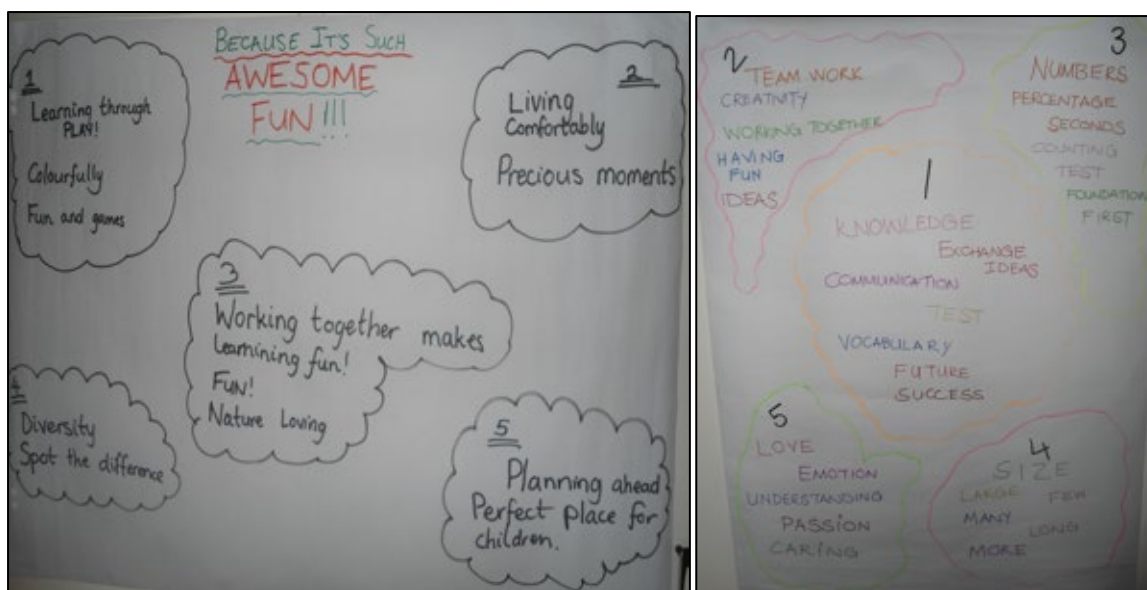 BECAUSE IT'S SUCH
AWESOME
FUN!!!
1
Learning through
PLAY!
Colourfully
Fun and games
2
Living
Comfortably
Precious moments
3
Working together makes
Learnining fun!
FUN!
Nature Loving
4
Diversity
Spot the difference
5
Planning ahead
Perfect place for
children.
2
TEAM WORK
CREATIVITY
WORKING TOGETHER
HAVING
FUN
IDEAS
3
NUMBERS
PERCENTAGE
SECONDS
COUNTING
TEST
FOUNDATION
FIRST
1
KNOWLEDGE
EXCHANGE
IDEAS
COMMUNICATION
TEST
VOCABULARY
FUTURE
SUCCESS
5
LOVE
EMOTION
UNDERSTANDING
PASSION
CARING
4
SIZE
LARGE FEW
MANY
LONG
MORE